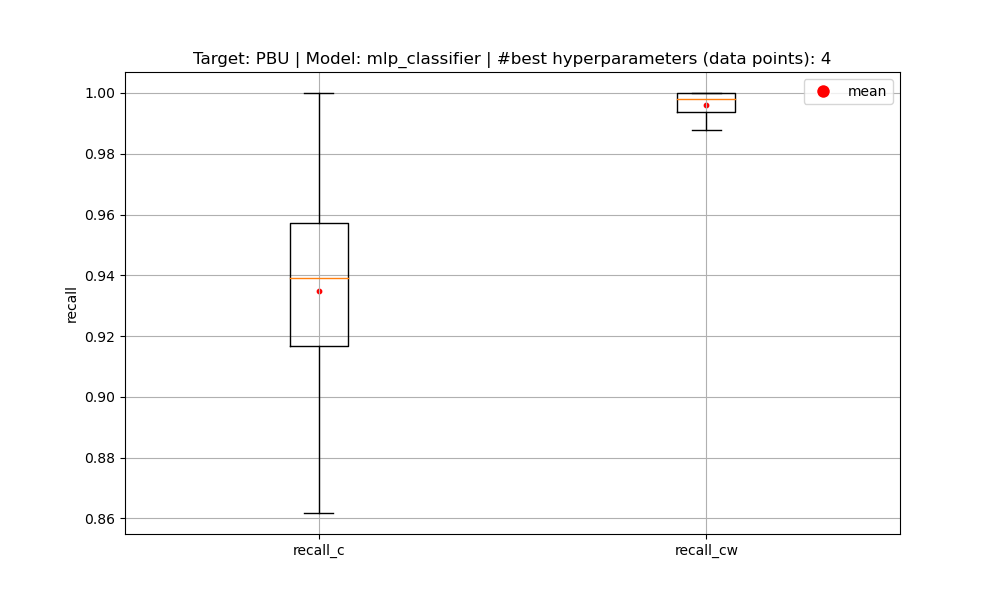 Target: PBU | Model: mlp_classifier | #best hyperparameters (data points): 4
mean
1.00
0.98
0.96
0.94
0.92
0.90
0.88
0.86
recall
recall_c
recall_cw